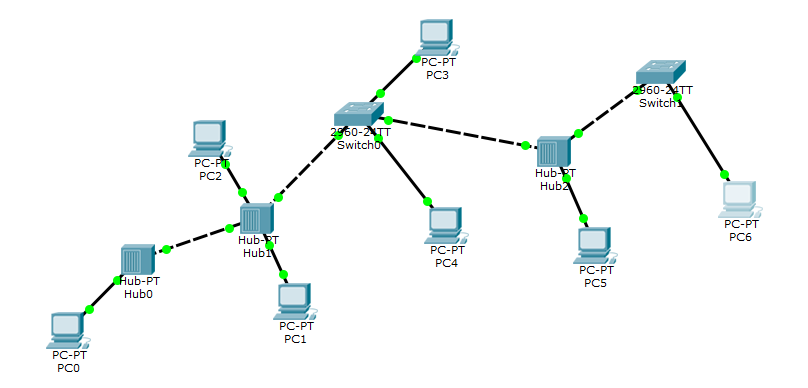 PC-PT
PC3
2960-24TT
Switch1
2960-24TT
Switch0
PC-PT
PC2
Hub-PT
Hub2
PC-PT
PC6
Hub-PT
Hub1
PC-PT
PC4
PC-PT
PC5
Hub-PT
Hub0
PC-PT
PC1
PC-PT
PC0